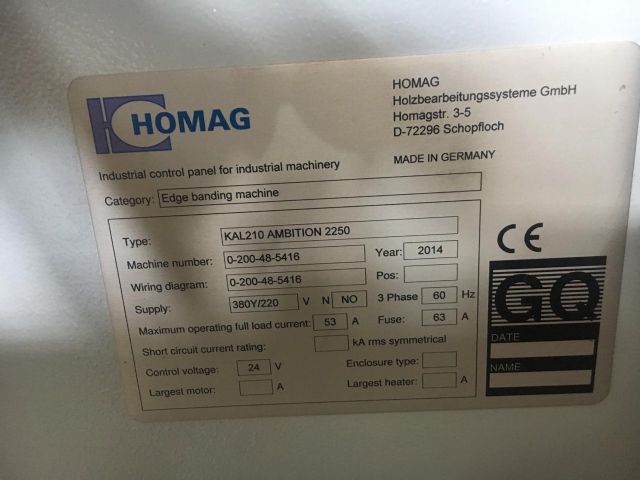 HOMAG
HOMAG
Holzbearbeitungssysteme GmbH
Homagstr. 3-5
D-72296 Schopfloch
Industrial control panel for industrial machinery
MADE IN GERMANY
Category: Edge banding machine
Type: KAL210 AMBITION 2250
Machine number: 0-200-48-5416 Year: 2014
Wiring diagram: 0-200-48-5416 Pos:
Supply: 380Y/220 V N NO 3 Phase 60 Hz
Maximum operating full load current: 53 A Fuse: 63 A
Short circuit current rating: kA rms symmetrical
Control voltage: 24 V Enclosure type:
Largest motor: A Largest heater: A
CE
GQ
DATE
NAME